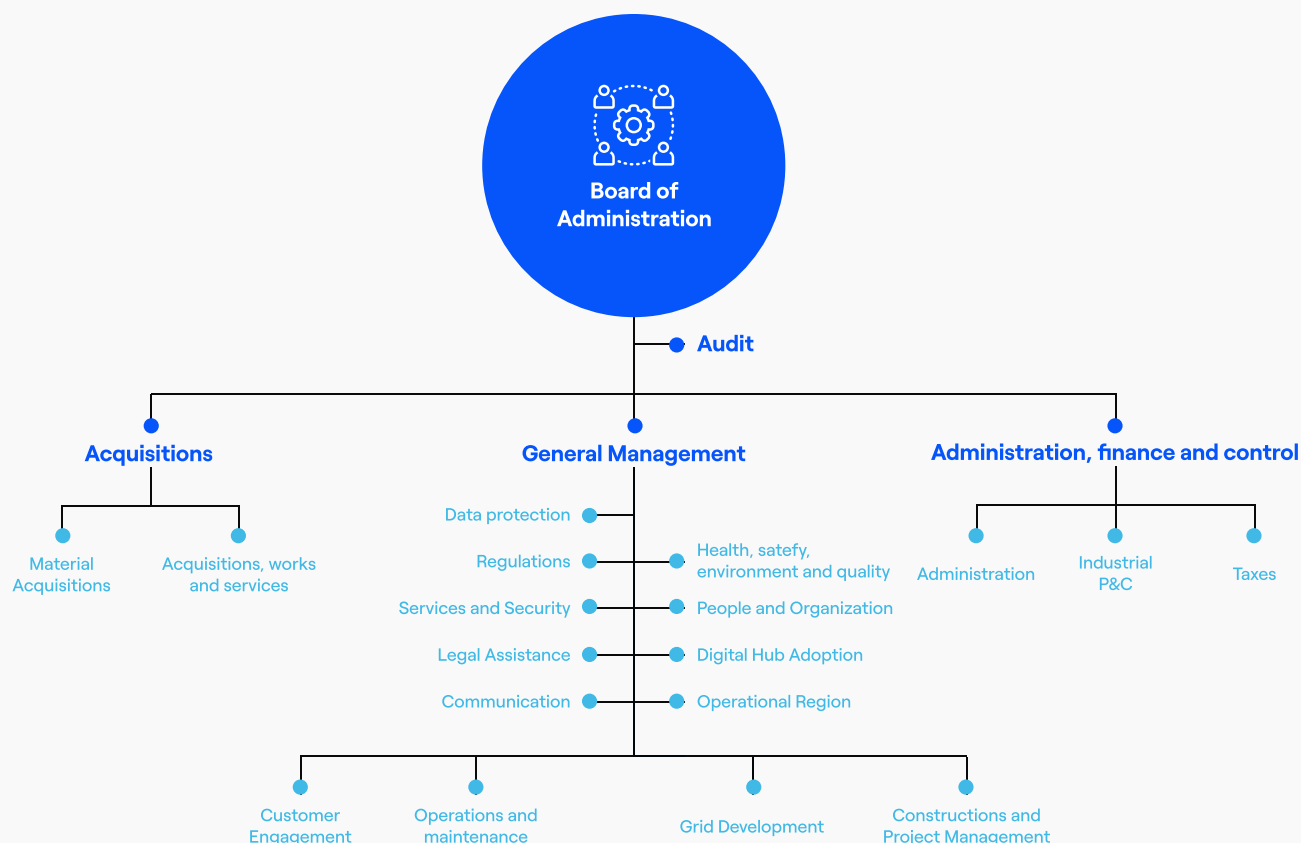 Board of
Administration
Audit
Acquisitions
General Management
Administration, finance and control
Data protection
Regulations
Health, satefy,
environment and quality
Services and Security
People and Organization
Legal Assistance
Digital Hub Adoption
Communication
Operational Region
Material
Acquisitions
Acquisitions, works
and services
Administration
Industrial
P&C
Taxes
Customer
Engagement
Operations and
maintenance
Grid Development
Constructions and
Project Management